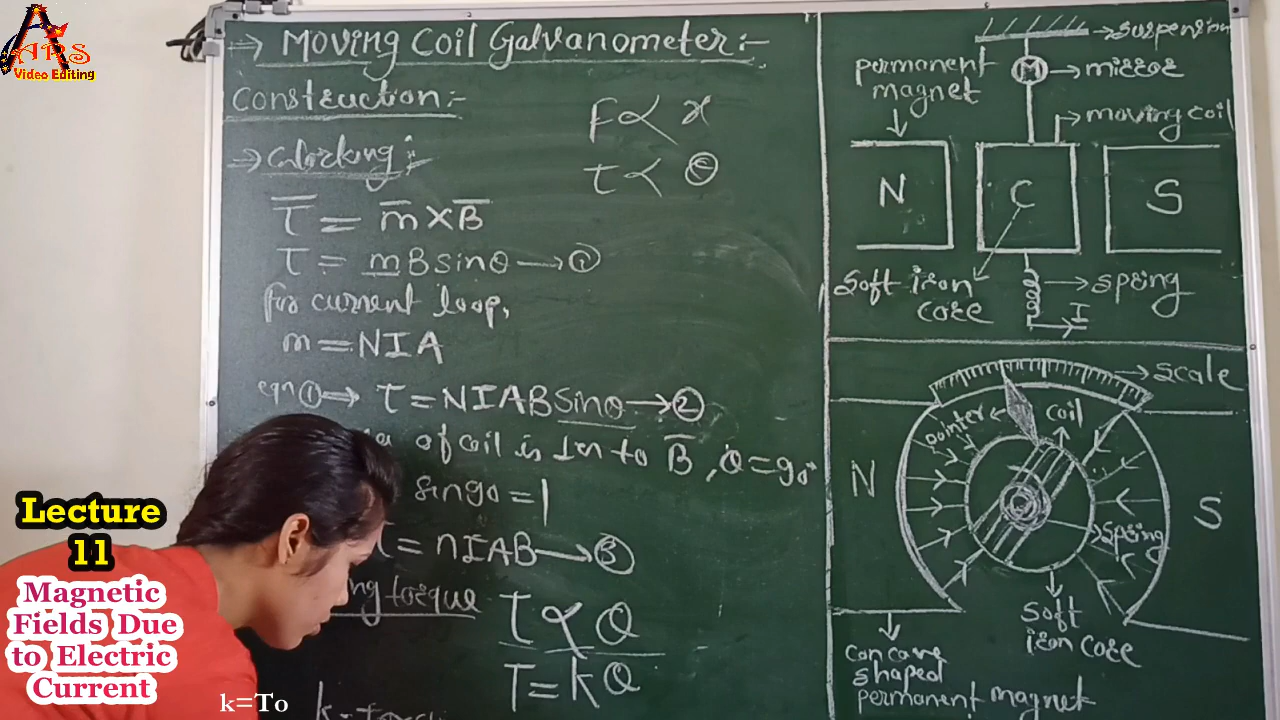 ARS
Video Editing
→ Moving Coil Galvanometer:-
Construction:-
→ Working:-
F∝ x
τ∝ θ
τ̅ = m̅ × B̅
τ = mBsinθ → ①
for current loop,
m = NIA
eqn ① → τ = NIABsinθ → ②
of coil is ⊥er to B̅, θ=90°
sin90 = 1
= nIAB → ③
ng torque
τ ∝ θ
τ = kθ
suspension
M → mirror
permanent
magnet
moving coil
N
C
S
soft iron
core
spring
I
scale
pointer
coil
N
S
spring
soft
iron core
concave
shaped
permanent magnet
Lecture
11
Magnetic
Fields Due
to Electric
Current
k=To